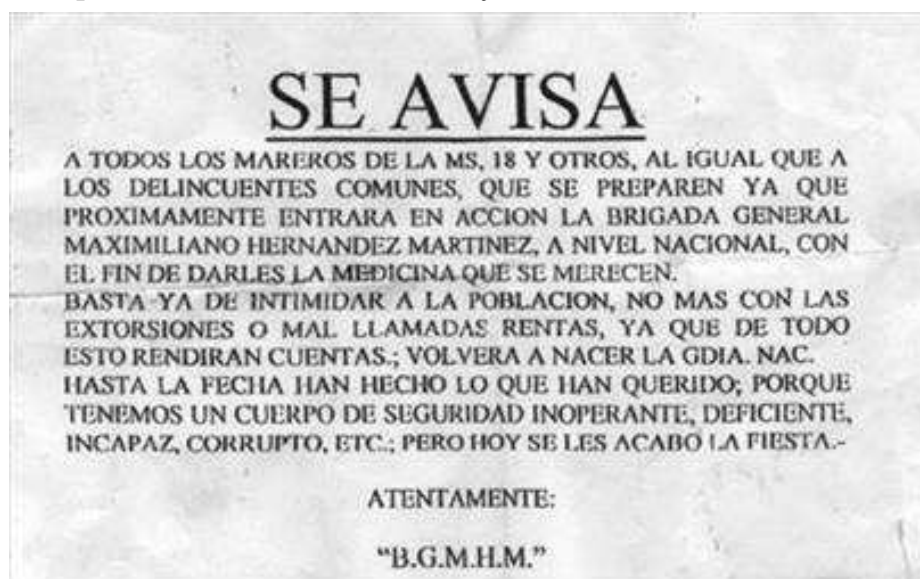 SE AVISA
A TODOS LOS MAREROS DE LA MS, 18 Y OTROS, AL IGUAL QUE A
LOS DELINCUENTES COMUNES, QUE SE PREPAREN YA QUE
PROXIMAMENTE ENTRARA EN ACCION LA BRIGADA GENERAL
MAXIMILIANO HERNANDEZ MARTINEZ, A NIVEL NACIONAL, CON
EL FIN DE DARLES LA MEDICINA QUE SE MERECEN.
BASTA YA DE INTIMIDAR A LA POBLACION, NO MAS CON LAS
EXTORSIONES O MAL LLAMADAS RENTAS, YA QUE DE TODO
ESTO RENDIRAN CUENTAS.; VOLVERA A NACER LA GDIA. NAC.
HASTA LA FECHA HAN HECHO LO QUE HAN QUERIDO; PORQUE
TENEMOS UN CUERPO DE SEGURIDAD INOPERANTE, DEFICIENTE,
INCAPAZ, CORRUPTO, ETC.; PERO HOY SE LES ACABO LA FIESTA.-
ATENTAMENTE:
"B.G.M.H.M."